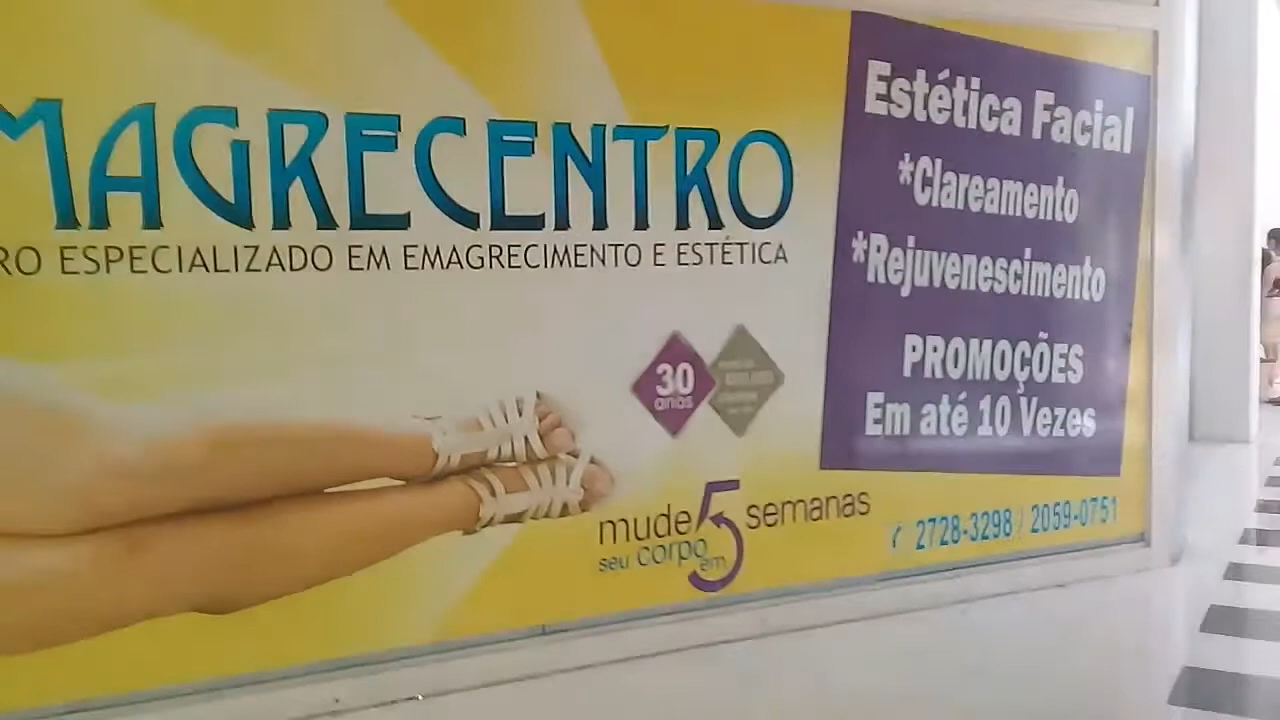 MAGRECENTRO
RO ESPECIALIZADO EM EMAGRECIMENTO E ESTÉTICA
30
anos
mude 5 semanas
seu corpo em
Estética Facial
*Clareamento
*Rejuvenescimento
PROMOÇÕES
Em até 10 Vezes
2728-3298 / 2059-0751